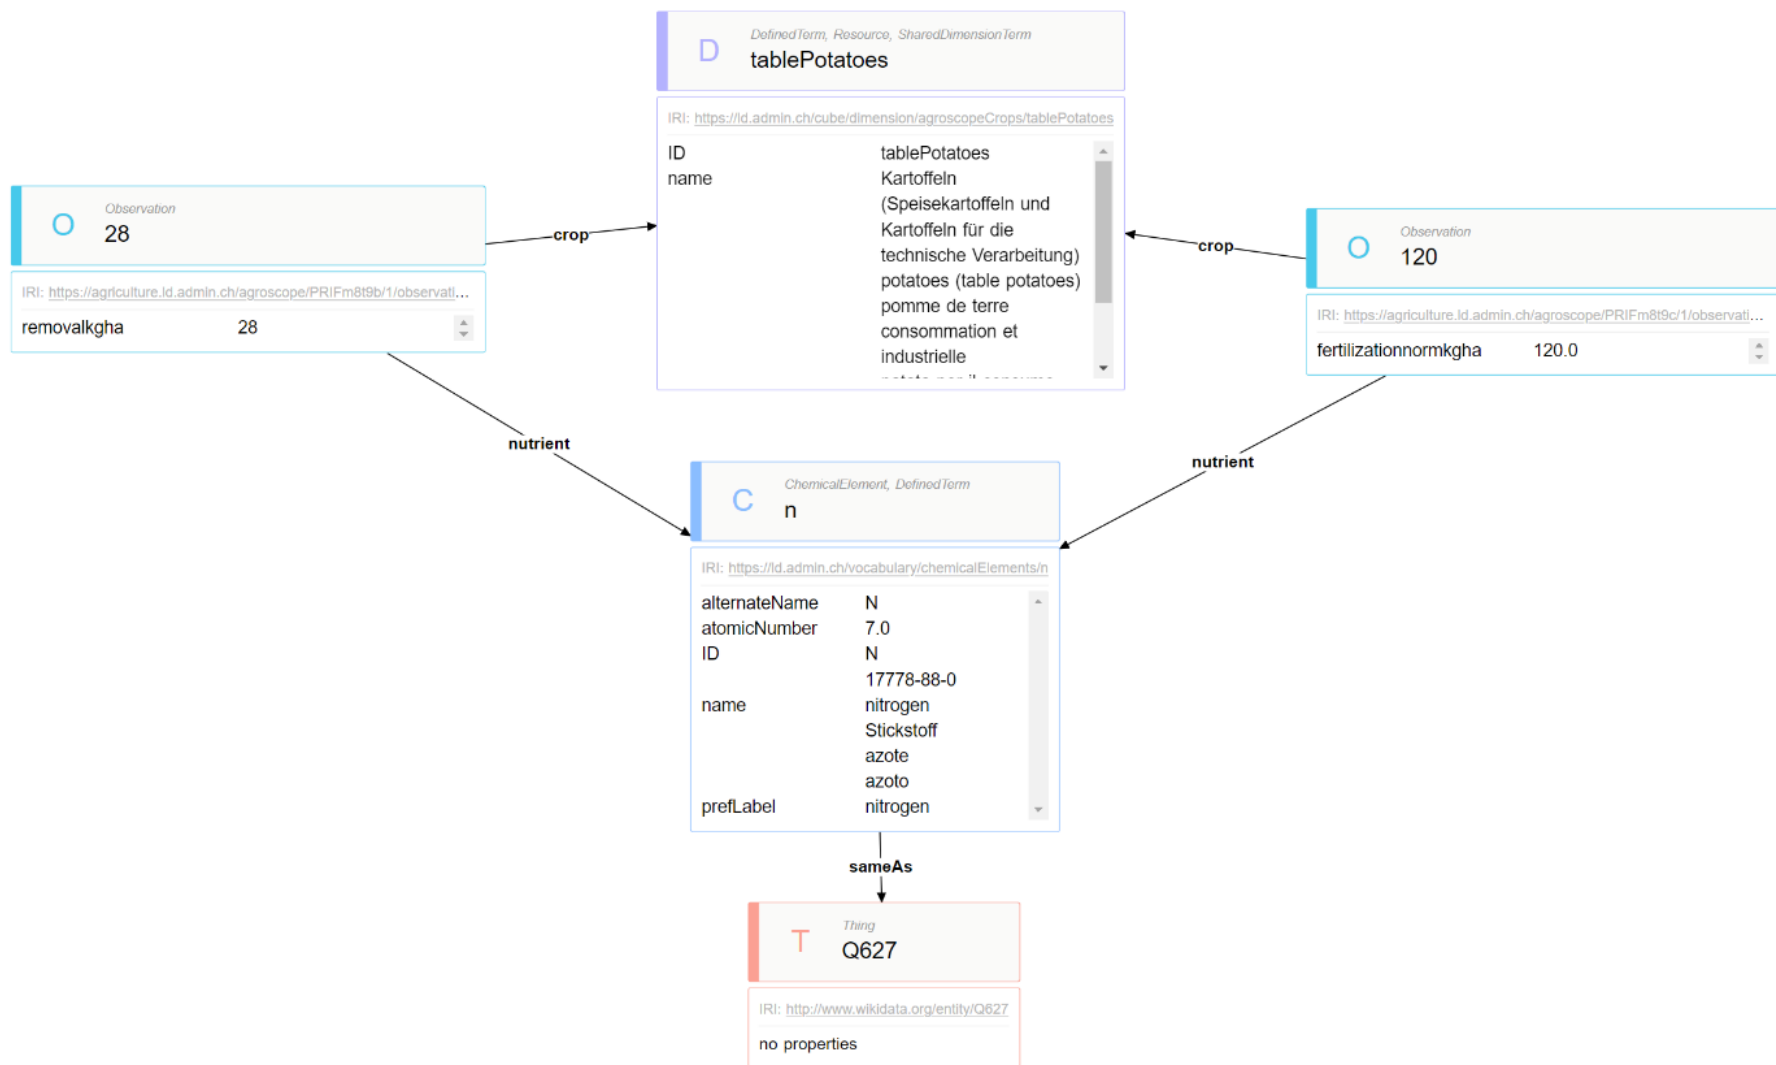 D
DefinedTerm, Resource, SharedDimensionTerm
tablePotatoes
IRI: https://ld.admin.ch/cube/dimension/agroscopeCrops/tablePotatoes
ID tablePotatoes
name Kartoffeln
(Speisekartoffeln und
Kartoffeln für die
technische Verarbeitung)
potatoes (table potatoes)
pomme de terre
consommation et
industrielle
O
Observation
28
IRI: https://agriculture.ld.admin.ch/agroscope/PRIFm8t9b/1/observati...
removalkgha 28
crop
crop
O
Observation
120
IRI: https://agriculture.ld.admin.ch/agroscope/PRIFm8t9c/1/observati...
fertilizationnormkgha 120.0
nutrient
nutrient
C
ChemicalElement, DefinedTerm
n
IRI: https://ld.admin.ch/vocabulary/chemicalElements/n
alternateName N
atomicNumber 7.0
ID N
17778-88-0
name nitrogen
Stickstoff
azote
azoto
prefLabel nitrogen
sameAs
T
Thing
Q627
IRI: http://www.wikidata.org/entity/Q627
no properties